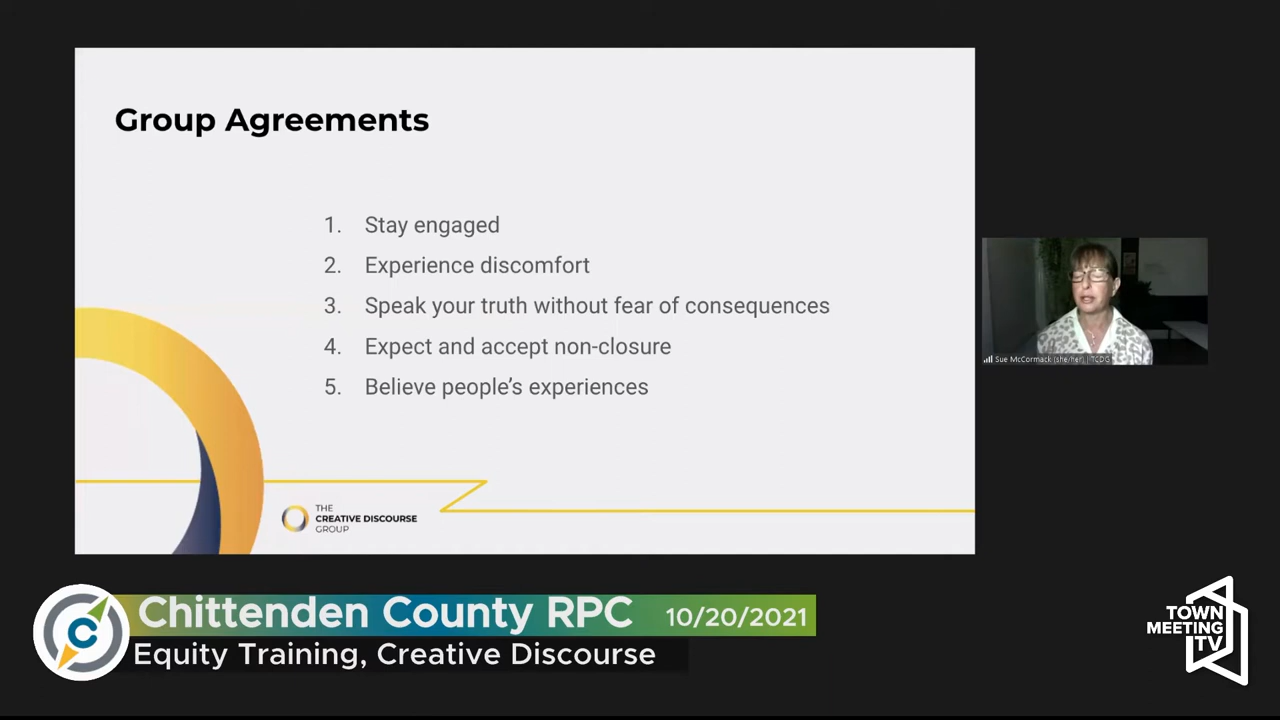 Group Agreements
1. Stay engaged
2. Experience discomfort
3. Speak your truth without fear of consequences
4. Expect and accept non-closure
5. Believe people’s experiences
THE
CREATIVE DISCOURSE
GROUP
Sue McCormack (she/her) | TCDG
Chittenden County RPC 10/20/2021
Equity Training, Creative Discourse
C
TOWN
MEETING
TV